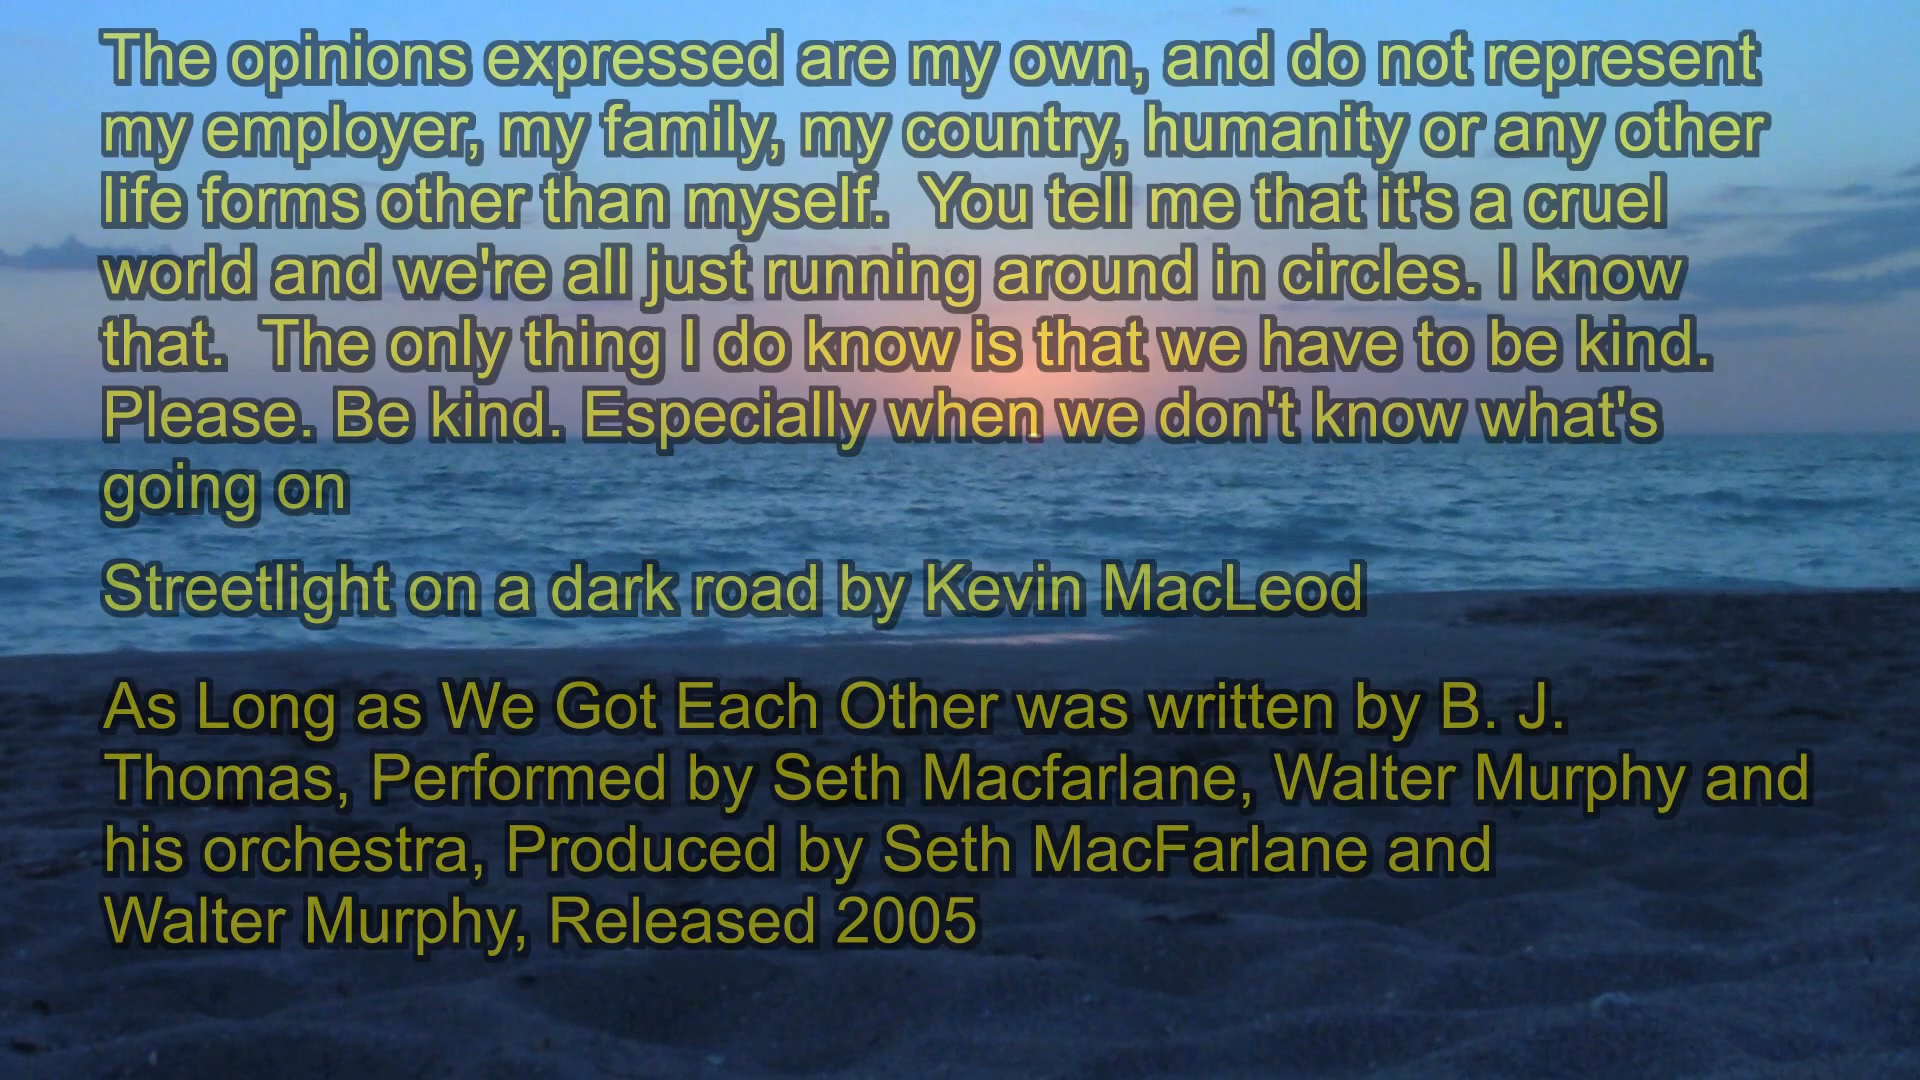 The opinions expressed are my own, and do not represent
my employer, my family, my country, humanity or any other
life forms other than myself.  You tell me that it's a cruel
world and we're all just running around in circles. I know
that.  The only thing I do know is that we have to be kind.
Please. Be kind. Especially when we don't know what's
going on
Streetlight on a dark road by Kevin MacLeod
As Long as We Got Each Other was written by B. J.
Thomas, Performed by Seth Macfarlane, Walter Murphy and
his orchestra, Produced by Seth MacFarlane and
Walter Murphy, Released 2005